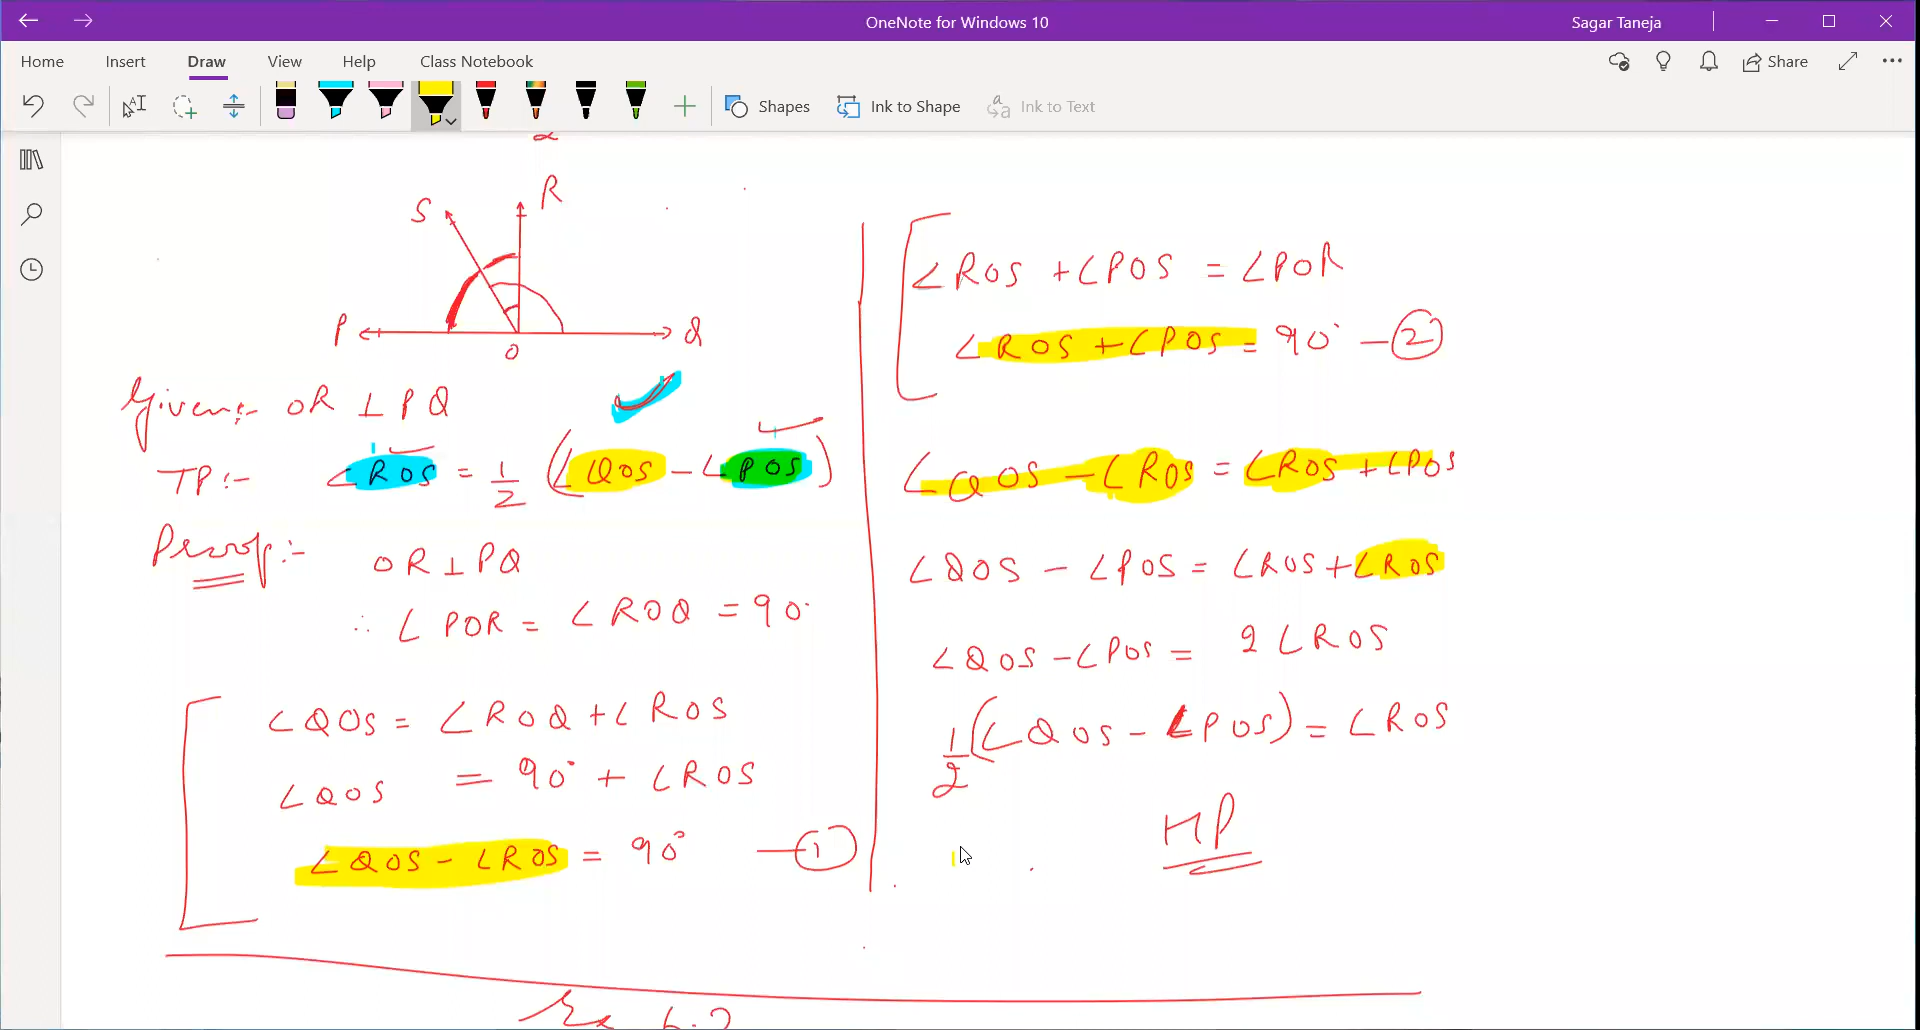 OneNote for Windows 10
Sagar Taneja
Home Insert Draw View Help Class Notebook
Share
Shapes Ink to Shape Ink to Text
S R
P O Q
Given:- OR ⊥ PQ
TP:- ∠ROS = 1/2 (∠QOS - ∠POS)
Proof:- OR ⊥ PQ
∴ ∠POR = ∠ROQ = 90°
∠QOS = ∠ROQ + ∠ROS
∠QOS = 90° + ∠ROS
∠QOS - ∠ROS = 90° — ①
∠ROS + ∠POS = ∠POR
∠ROS + ∠POS = 90° — ②
∠QOS - ∠ROS = ∠ROS + ∠POS
∠QOS - ∠POS = ∠ROS + ∠ROS
∠QOS - ∠POS = 2 ∠ROS
1/2 (∠QOS - ∠POS) = ∠ROS
HP